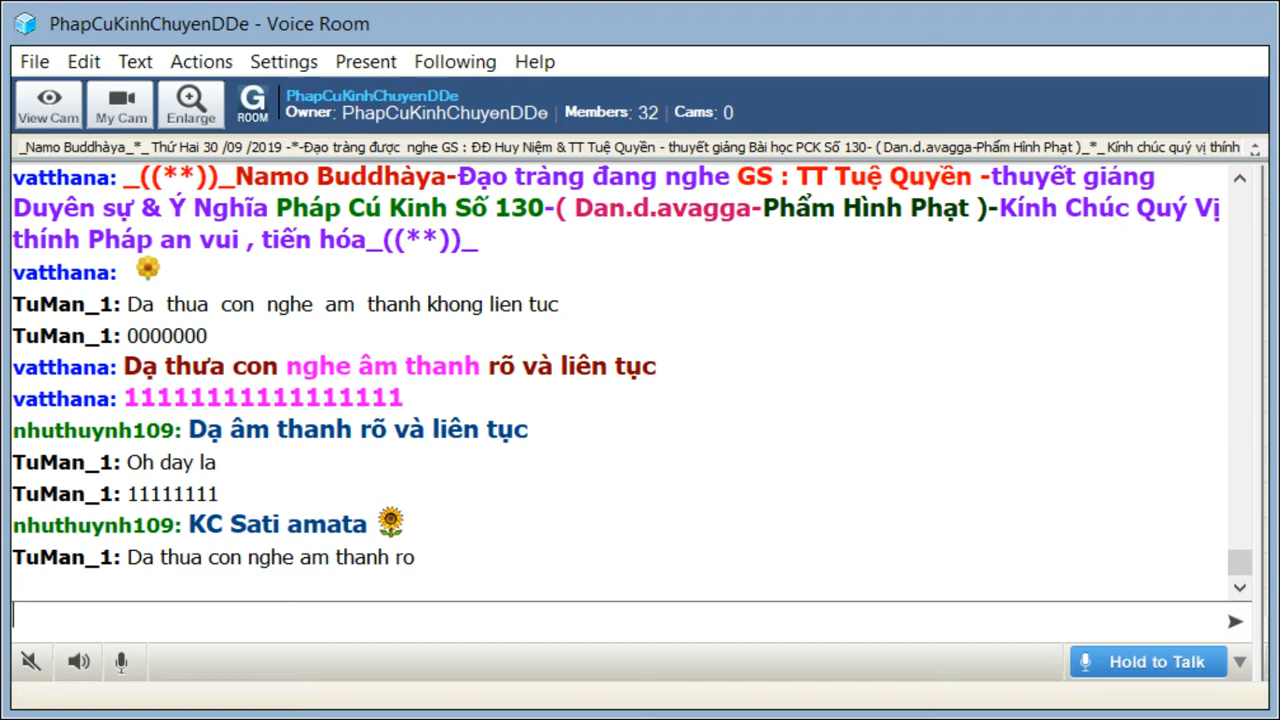 PhapCuKinhChuyenDDe - Voice Room
File Edit Text Actions Settings Present Following Help
View Cam My Cam Enlarge G ROOM
PhapCuKinhChuyenDDe
Owner: PhapCuKinhChuyenDDe | Members: 32 | Cams: 0
_Namo Buddhàya_*_ Thứ Hai 30 /09 /2019 -*-Đạo tràng được nghe GS : ĐĐ Huy Niệm & TT Tuệ Quyền - thuyết giảng Bài học PCK Số 130- ( Dan.d.avagga-Phẩm Hình Phạt )_*_ Kính chúc quý vị thính
vatthana: _((**))_Namo Buddhàya-Đạo tràng đang nghe GS : TT Tuệ Quyền -thuyết giảng
Duyên sự & Ý Nghĩa Pháp Cú Kinh Số 130-( Dan.d.avagga-Phẩm Hình Phạt )-Kính Chúc Quý Vị
thính Pháp an vui , tiến hóa_((**))_
vatthana:
TuMan_1: Da thua con nghe am thanh khong lien tuc
TuMan_1: 0000000
vatthana: Dạ thưa con nghe âm thanh rõ và liên tục
vatthana: 11111111111111111
nhuthuynh109: Dạ âm thanh rõ và liên tục
TuMan_1: Oh day la
TuMan_1: 11111111
nhuthuynh109: KC Sati amata
TuMan_1: Da thua con nghe am thanh ro
Hold to Talk